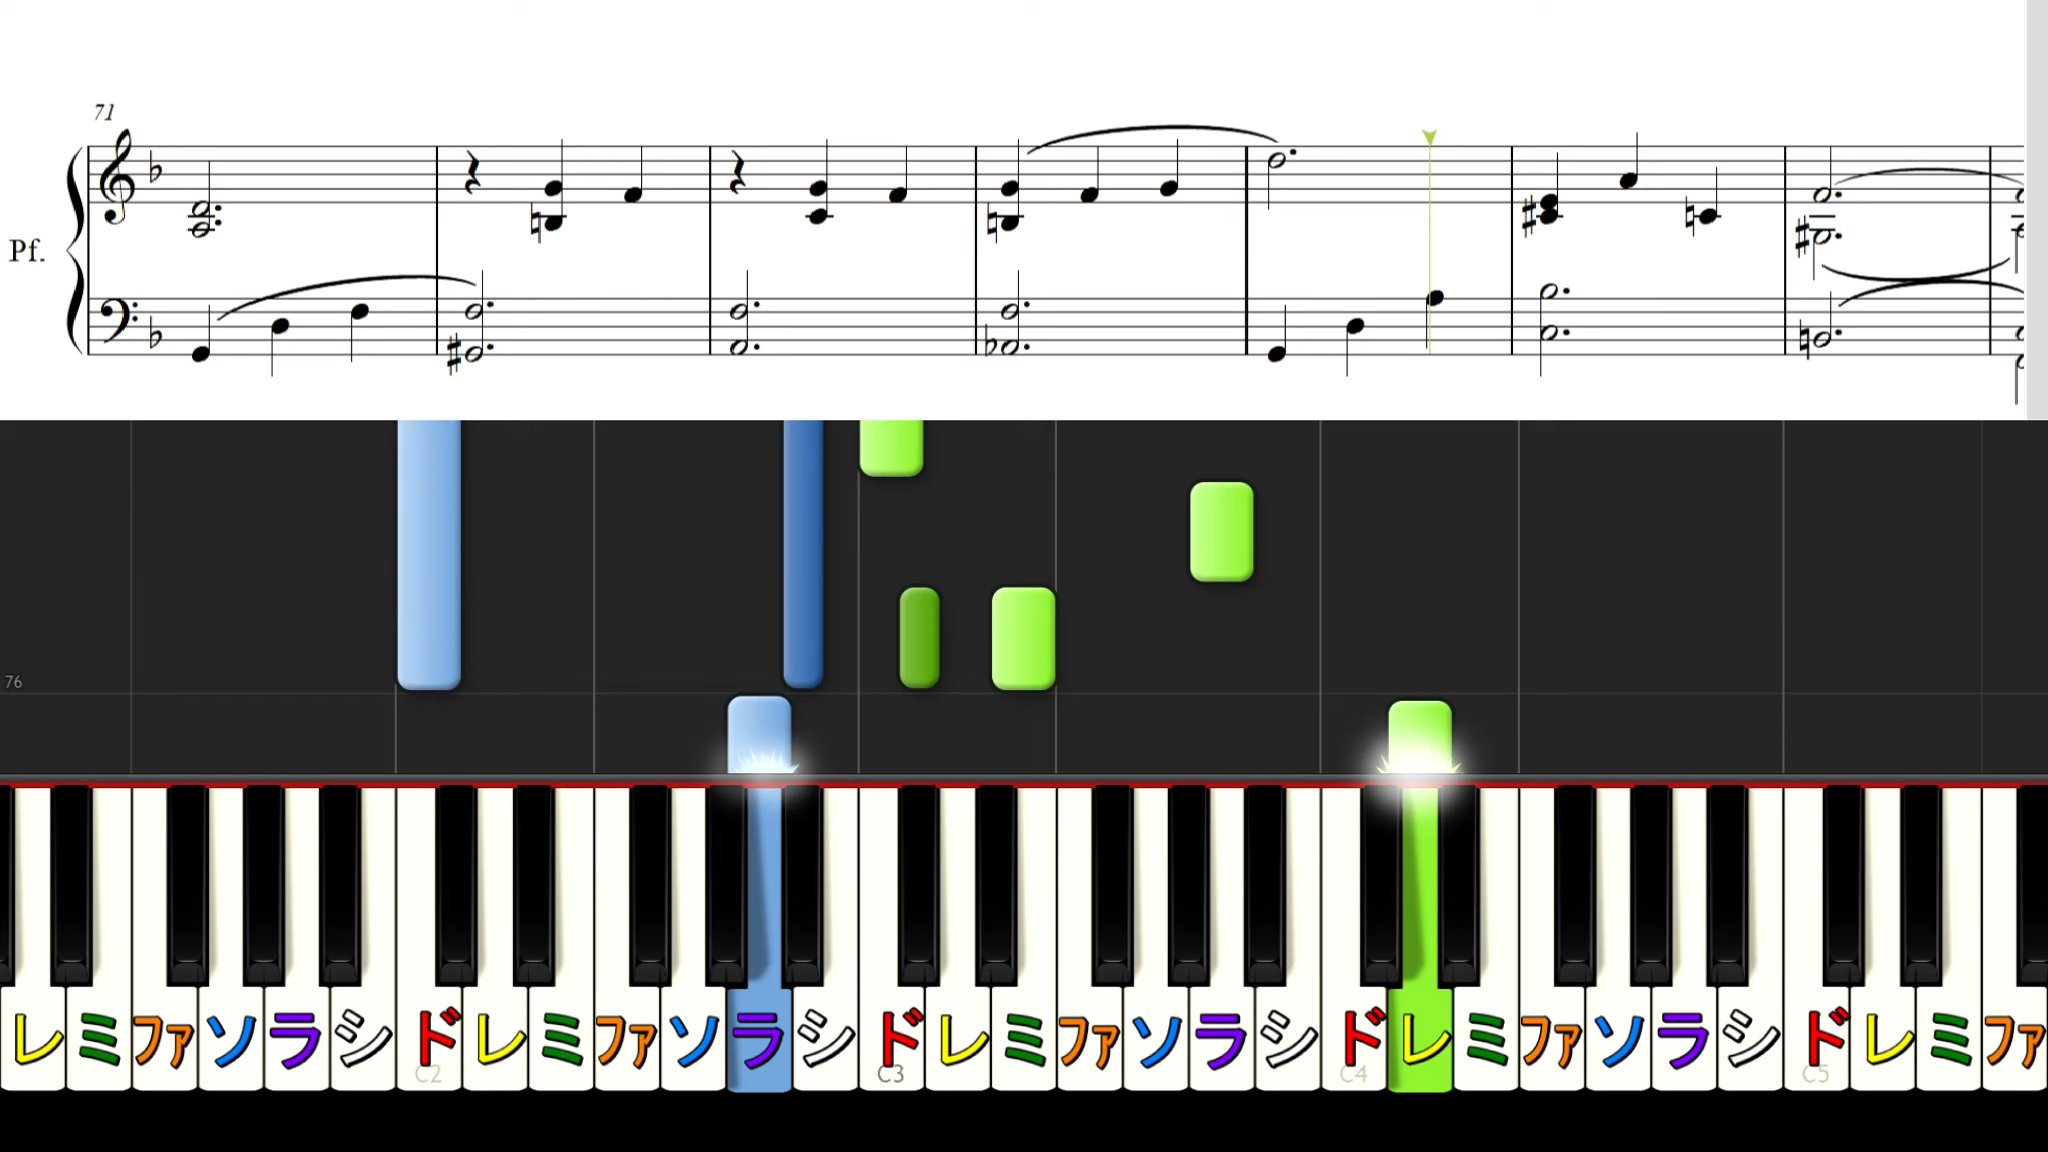 71
Pf.
76
レ ミ ファ ソ ラ シ ド レ ミ ファ ソ ラ シ ド レ ミ ファ ソ ラ シ ド レ ミ ファ ソ ラ シ ド レ ミ ファ
C2 C3 C4 C5